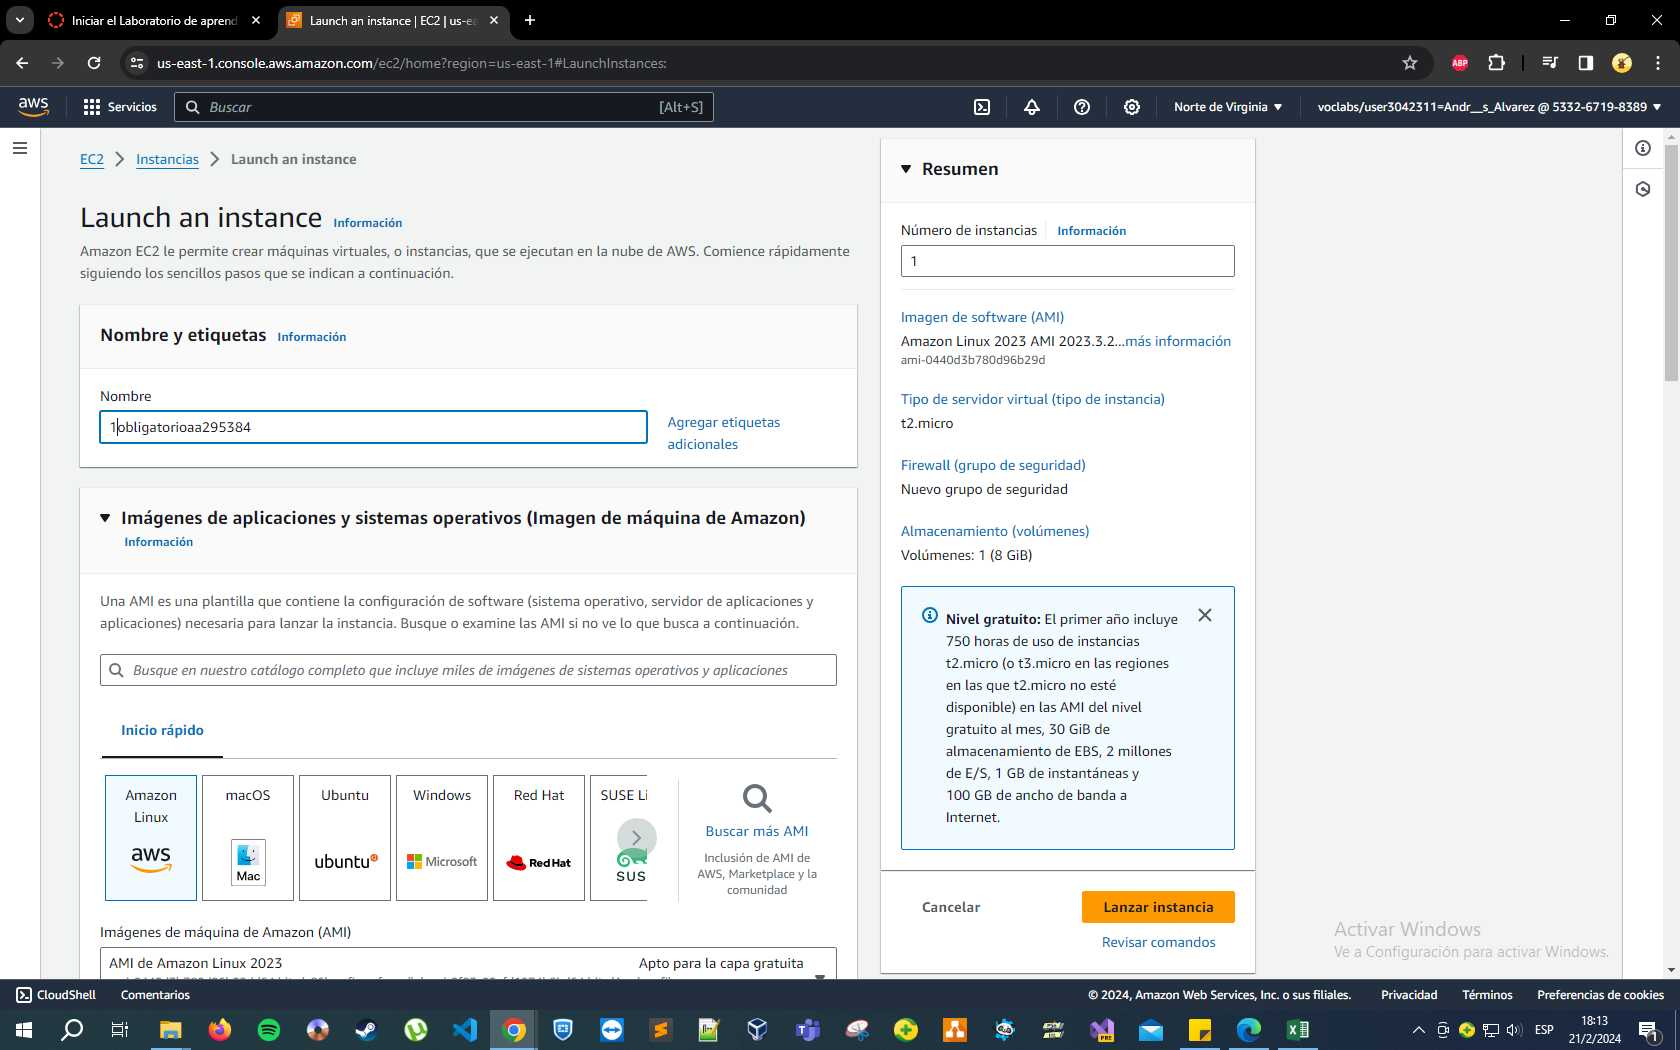 Iniciar el Laboratorio de aprend
Launch an instance | EC2 | us-ea
us-east-1.console.aws.amazon.com/ec2/home?region=us-east-1#LaunchInstances:
ABP
aws
Servicios
Buscar
[Alt+S]
Norte de Virginia
voclabs/user3042311=Andr__s_Alvarez @ 5332-6719-8389
EC2
Instancias
Launch an instance
Launch an instance
Información
Amazon EC2 le permite crear máquinas virtuales, o instancias, que se ejecutan en la nube de AWS. Comience rápidamente
siguiendo los sencillos pasos que se indican a continuación.
Nombre y etiquetas
Información
Nombre
1obligatorioaa295384
Agregar etiquetas
adicionales
Imágenes de aplicaciones y sistemas operativos (Imagen de máquina de Amazon)
Información
Una AMI es una plantilla que contiene la configuración de software (sistema operativo, servidor de aplicaciones y
aplicaciones) necesaria para lanzar la instancia. Busque o examine las AMI si no ve lo que busca a continuación.
Busque en nuestro catálogo completo que incluye miles de imágenes de sistemas operativos y aplicaciones
Inicio rápido
Amazon
Linux
aws
macOS
Mac
Ubuntu
ubuntu
Windows
Microsoft
Red Hat
Red Hat
SUSE Li
SUS
Buscar más AMI
Inclusión de AMI de
AWS, Marketplace y la
comunidad
Imágenes de máquina de Amazon (AMI)
AMI de Amazon Linux 2023
Apto para la capa gratuita
Resumen
Número de instancias
Información
1
Imagen de software (AMI)
Amazon Linux 2023 AMI 2023.3.2...más información
ami-0440d3b780d96b29d
Tipo de servidor virtual (tipo de instancia)
t2.micro
Firewall (grupo de seguridad)
Nuevo grupo de seguridad
Almacenamiento (volúmenes)
Volúmenes: 1 (8 GiB)
Nivel gratuito: El primer año incluye
750 horas de uso de instancias
t2.micro (o t3.micro en las regiones
en las que t2.micro no esté
disponible) en las AMI del nivel
gratuito al mes, 30 GiB de
almacenamiento de EBS, 2 millones
de E/S, 1 GB de instantáneas y
100 GB de ancho de banda a
Internet.
Cancelar
Lanzar instancia
Revisar comandos
Activar Windows
Ve a Configuración para activar Windows.
CloudShell
Comentarios
© 2024, Amazon Web Services, Inc. o sus filiales.
Privacidad
Términos
Preferencias de cookies
PRE
ESP
18:13
21/2/2024
1